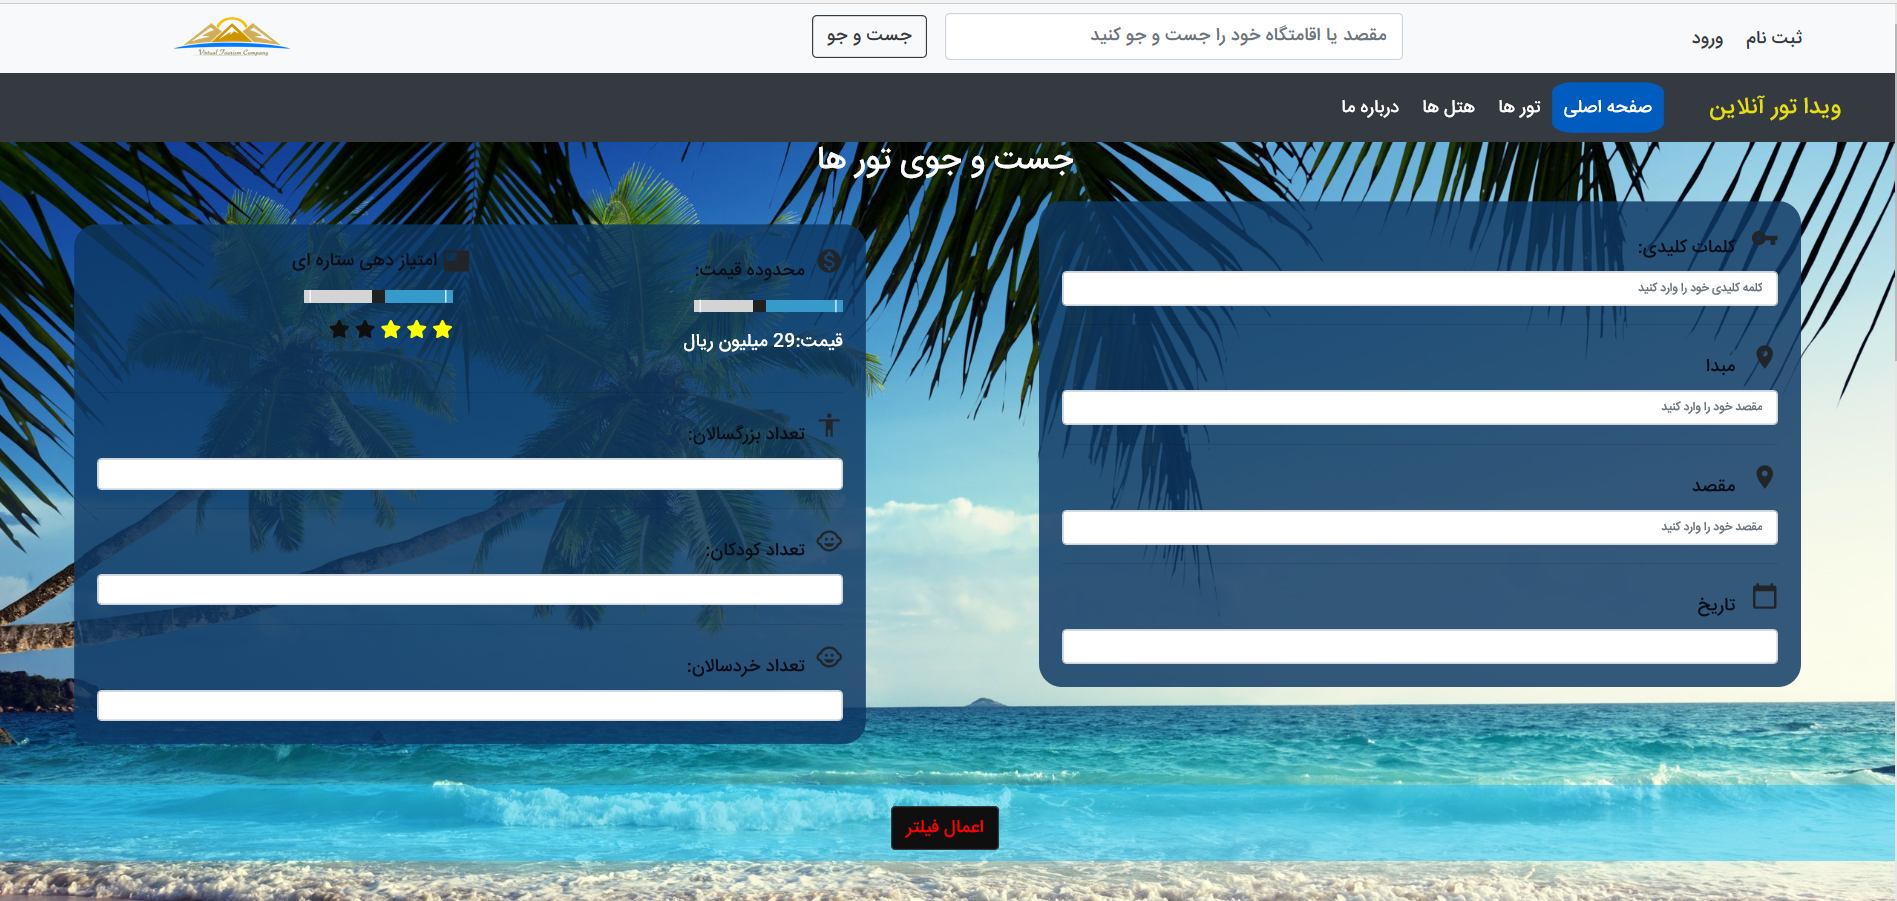 ثبت نام
ورود
مقصد یا اقامتگاه خود را جست و جو کنید
جست و جو
Virtual Tourism Company
ویدا تور آنلاین
صفحه اصلی
تور ها
هتل ها
درباره ما
جست و جوی تور ها
کلمات کلیدی:
کلمه کلیدی خود را وارد کنید
مبدا
مقصد خود را وارد کنید
مقصد
مقصد خود را وارد کنید
تاریخ
محدوده قیمت:
قیمت:29 میلیون ریال
امتیاز دهی ستاره ای
تعداد بزرگسالان:
تعداد کودکان:
تعداد خردسالان:
اعمال فیلتر